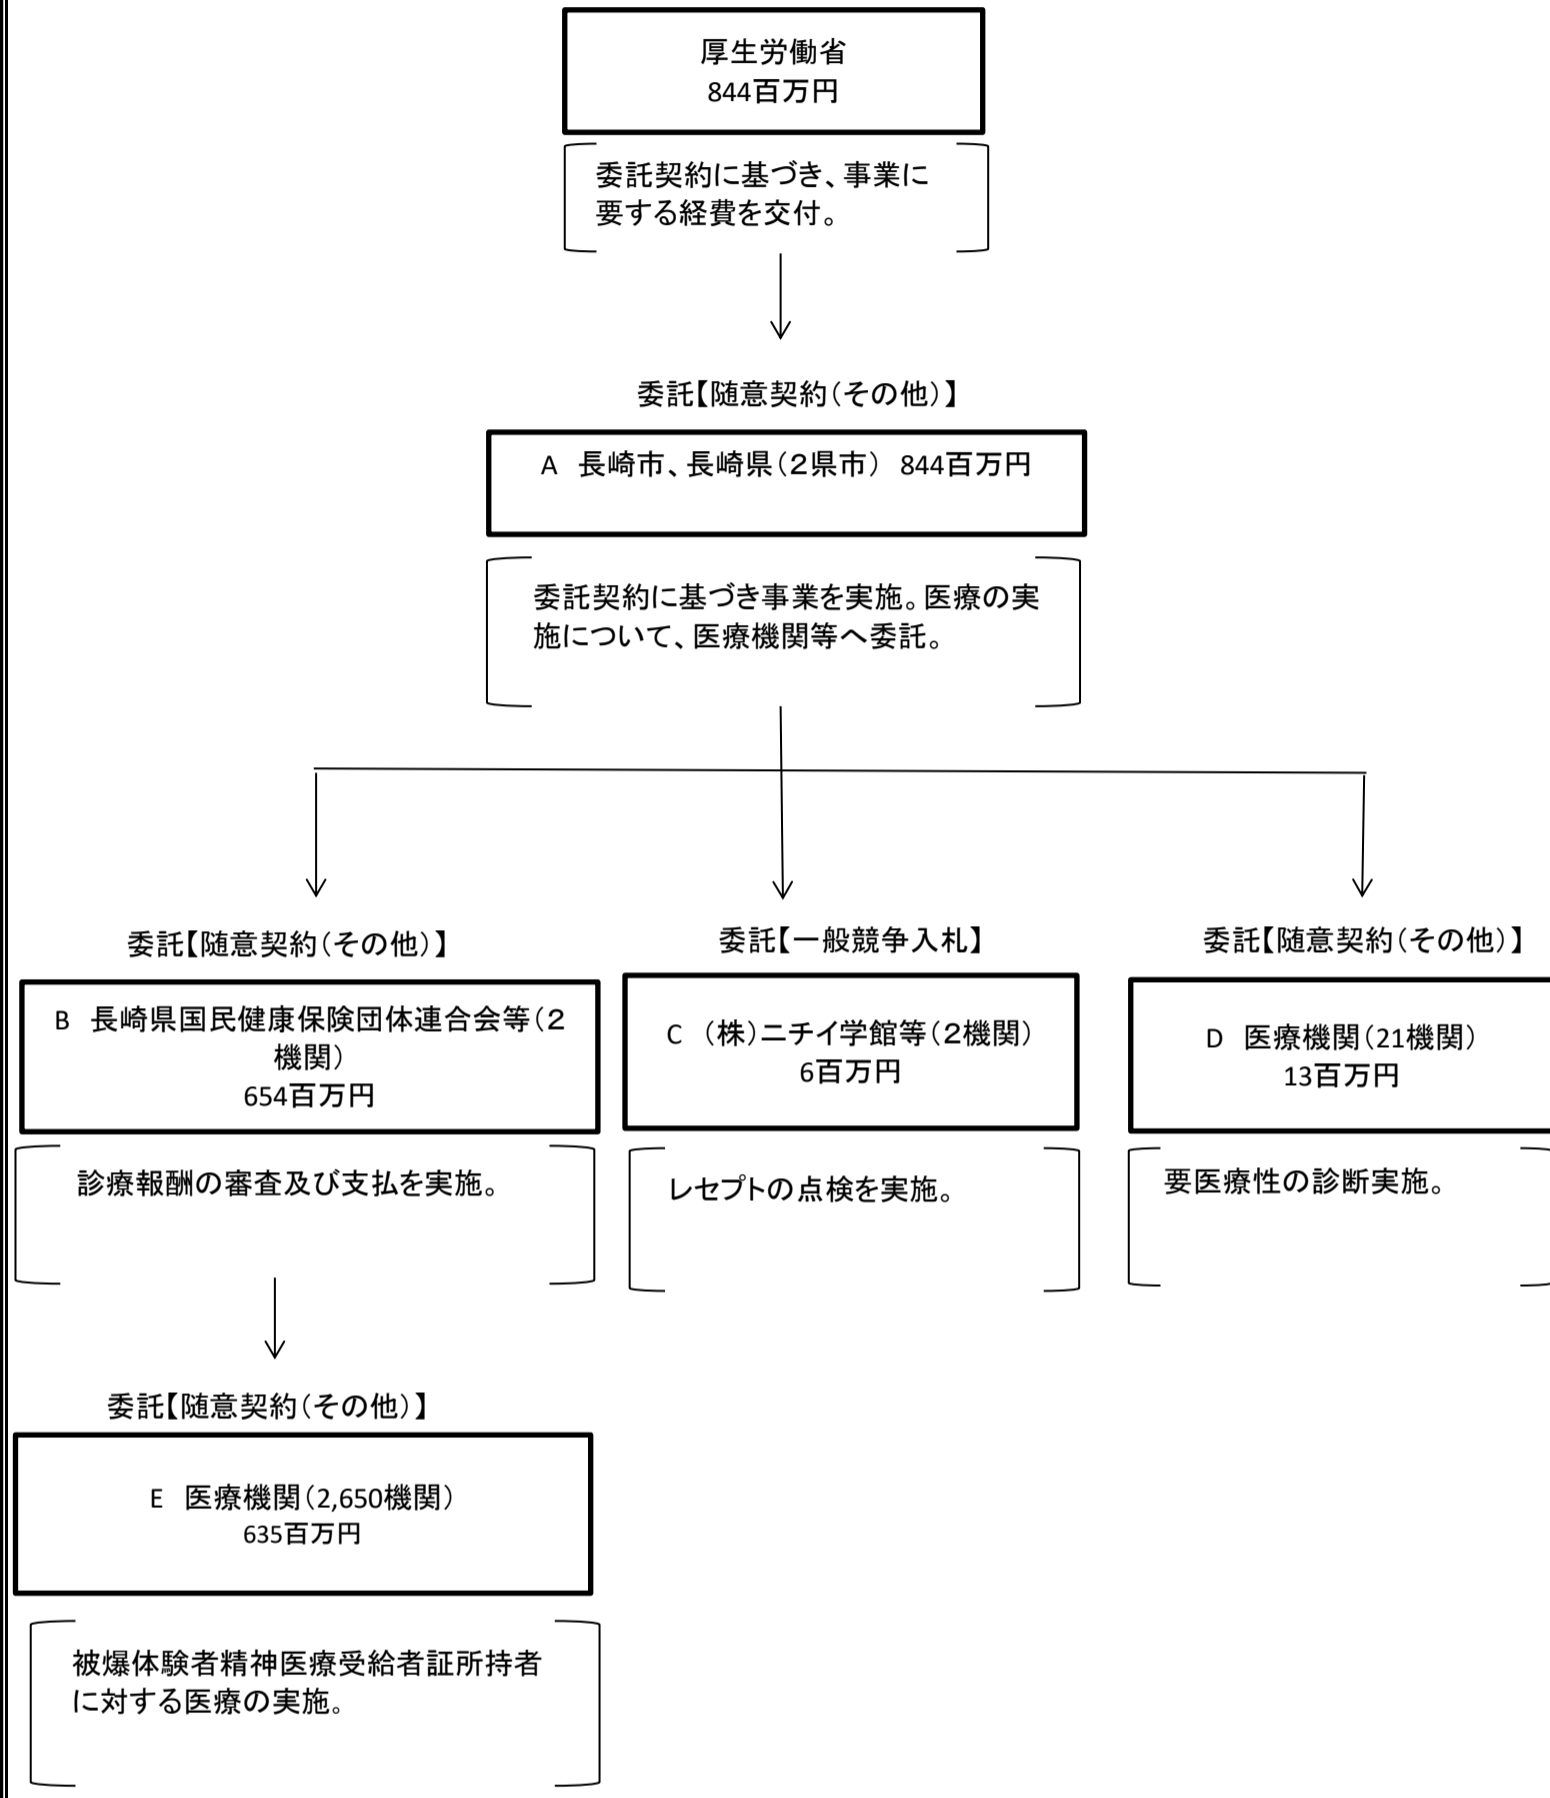 厚生労働省
844百万円
委託契約に基づき、事業に
要する経費を交付。
委託【随意契約（その他）】
A　長崎市、長崎県（２県市）　844百万円
委託契約に基づき事業を実施。医療の実
施について、医療機関等へ委託。
委託【随意契約（その他）】
B　長崎県国民健康保険団体連合会等（２
機関）
654百万円
診療報酬の審査及び支払を実施。
委託【一般競争入札】
C　（株）ニチイ学館等（２機関）
6百万円
レセプトの点検を実施。
委託【随意契約（その他）】
D　医療機関（21機関）
13百万円
要医療性の診断実施。
委託【随意契約（その他）】
E　医療機関（2,650機関）
635百万円
被爆体験者精神医療受給者証所持者
に対する医療の実施。